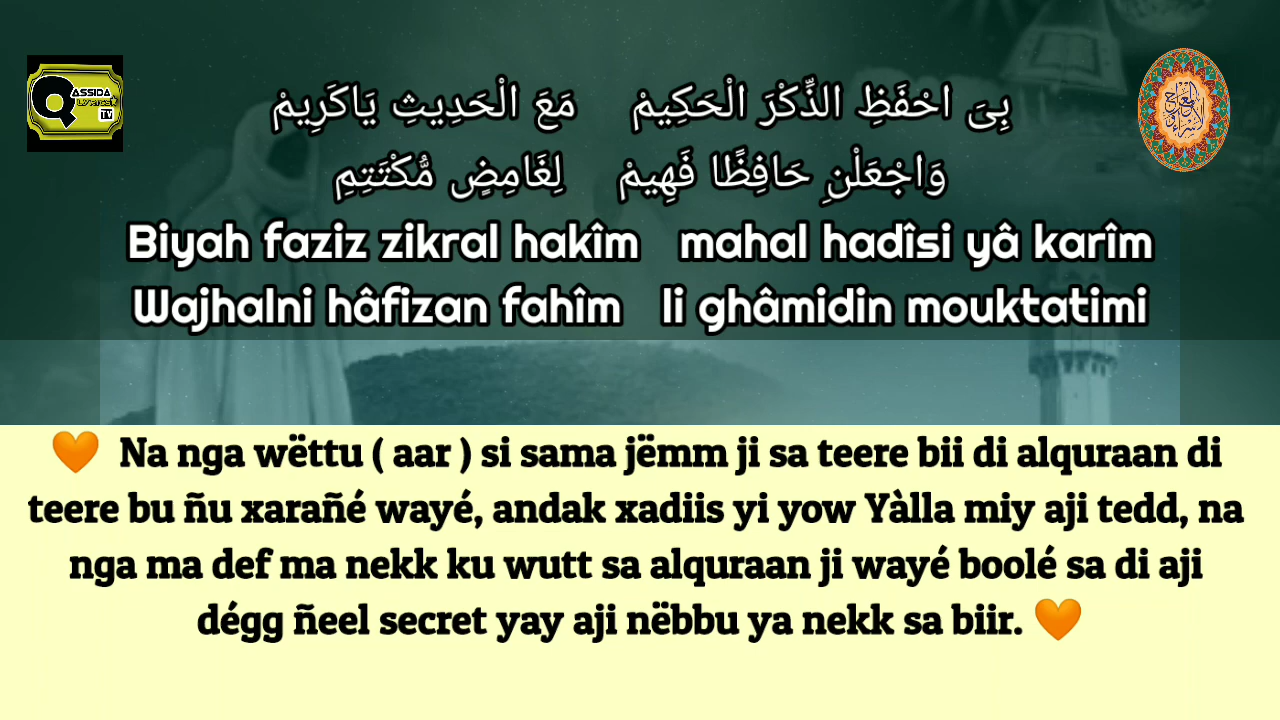 QASSIDA
LYRICS
TV
بِىَ احْفَظِ الذِّكْرَ الْحَكِيمْ مَعَ الْحَدِيثِ يَاكَرِيمْ
وَاجْعَلْنِ حَافِظًا فَهِيمْ لِغَامِضٍ مُّكْتَتِمِ
Biyah faziz zikral hakîm mahal hadîsi yâ karîm
Wajhalni hâfizan fahîm li ghâmidin mouktatimi
🧡 Na nga wëttu ( aar ) si sama jëmm ji sa teere bii di alquraan di
teere bu ñu xarañé wayé, andak xadiis yi yow Yàlla miy aji tedd, na
nga ma def ma nekk ku wutt sa alquraan ji wayé boolé sa di aji
dégg ñeel secret yay aji nëbbu ya nekk sa biir. 🧡